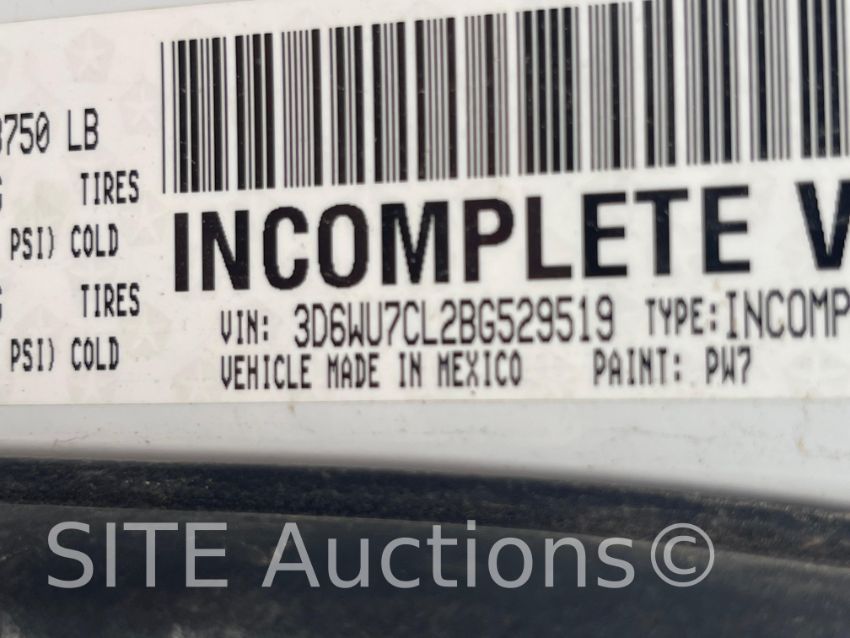 750 LB
TIRES
PSI) COLD
TIRES
PSI) COLD
INCOMPLETE V
VIN: 3D6WU7CL2BG529519 TYPE: INCOMP
VEHICLE MADE IN MEXICO PAINT: PW7
SITE Auctions©